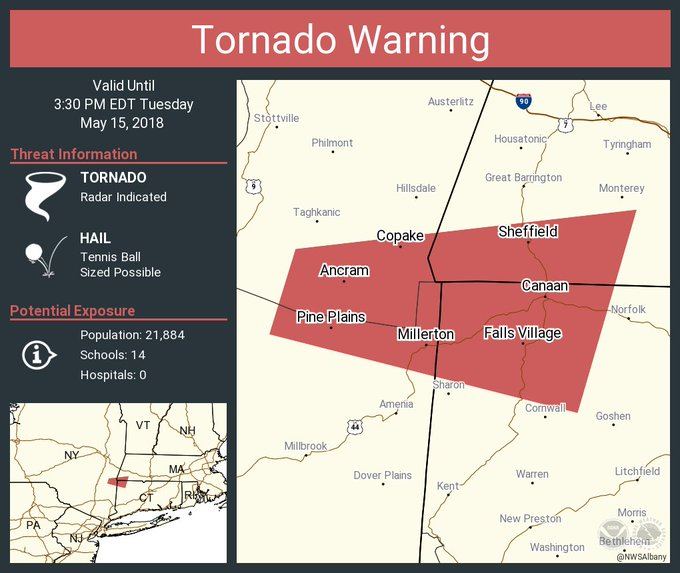 Tornado Warning
Valid Until
3:30 PM EDT Tuesday
May 15, 2018
Threat Information
TORNADO
Radar Indicated
HAIL
Tennis Ball
Sized Possible
Potential Exposure
Population: 21,884
Schools: 14
Hospitals: 0
VT
NH
NY
MA
CT
RI
PA
NJ
Austerlitz
90
Lee
Stottville
7
Philmont
Housatonic
Tyringham
9
Hillsdale
Great Barrington
Monterey
Taghkanic
Copake
Sheffield
Ancram
Canaan
Pine Plains
Millerton
Falls Village
Norfolk
Sharon
Amenia
Cornwall
Goshen
44
Millbrook
Dover Plains
Kent
Warren
Litchfield
New Preston
Morris
Washington
Bethlehem
@NWSAlbany